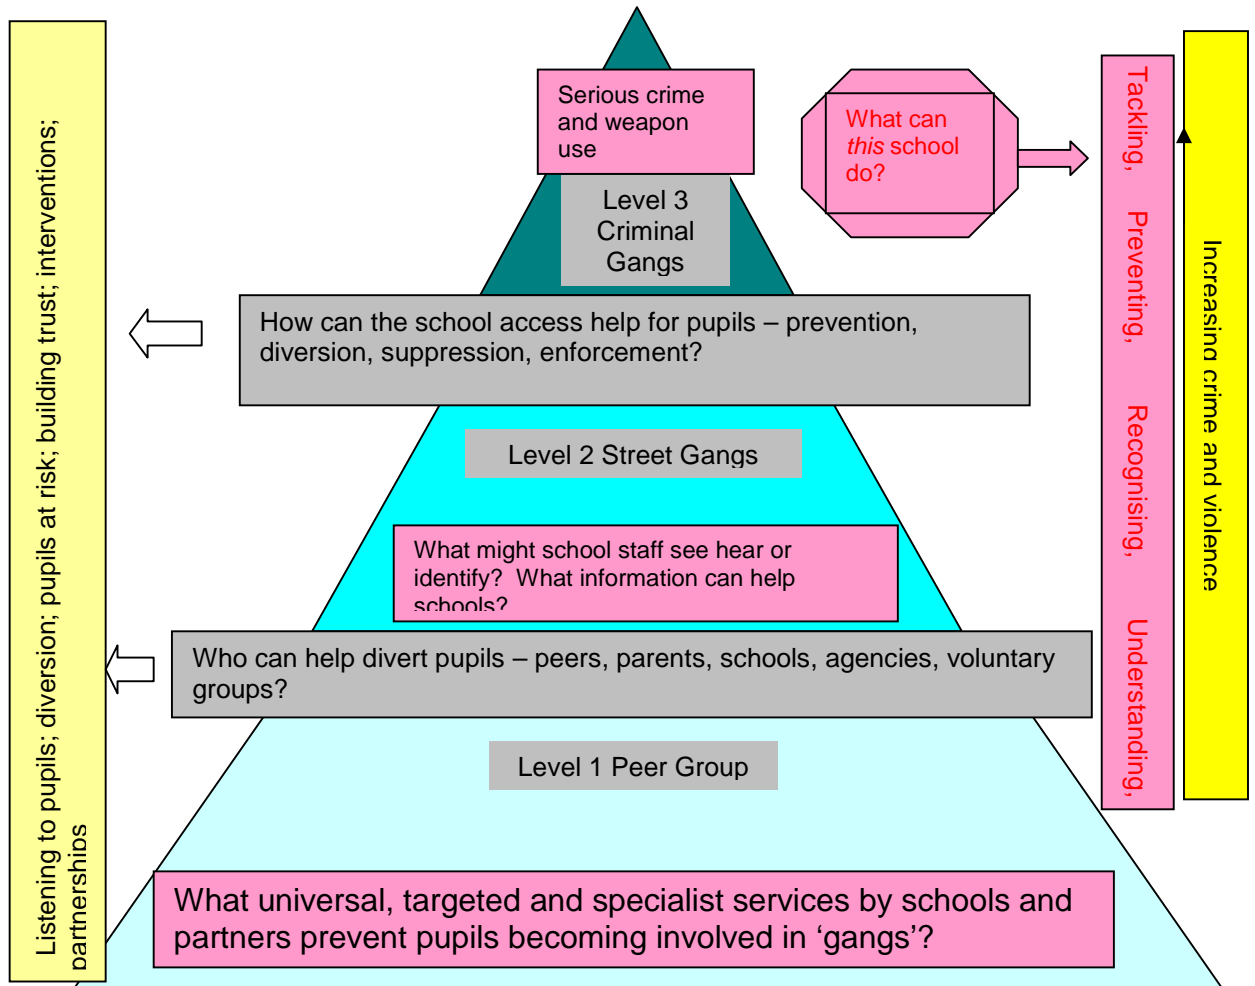 Serious crime
and weapon
use
What can
this school
do?
Level 3
Criminal
Gangs
How can the school access help for pupils – prevention,
diversion, suppression, enforcement?
Level 2 Street Gangs
What might school staff see hear or
identify?  What information can help
schools?
Who can help divert pupils – peers, parents, schools, agencies, voluntary
groups?
Level 1 Peer Group
What universal, targeted and specialist services by schools and
partners prevent pupils becoming involved in ‘gangs’?
Listening to pupils; diversion; pupils at risk; building trust; interventions;
partnerships
Tackling, Preventing, Recognising, Understanding,
Increasing crime and violence